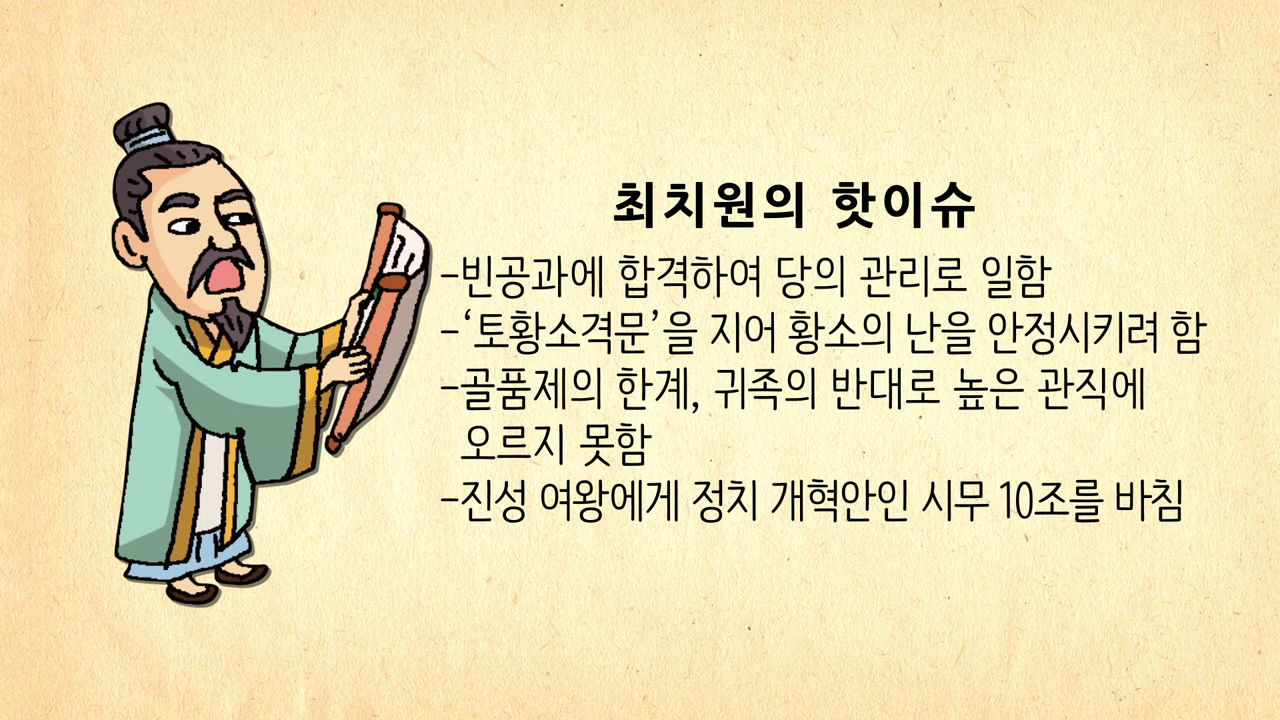 최치원의 핫이슈
-빈공과에 합격하여 당의 관리로 일함
-‘토황소격문’을 지어 황소의 난을 안정시키려 함
-골품제의 한계, 귀족의 반대로 높은 관직에
오르지 못함
-진성 여왕에게 정치 개혁안인 시무 10조를 바침